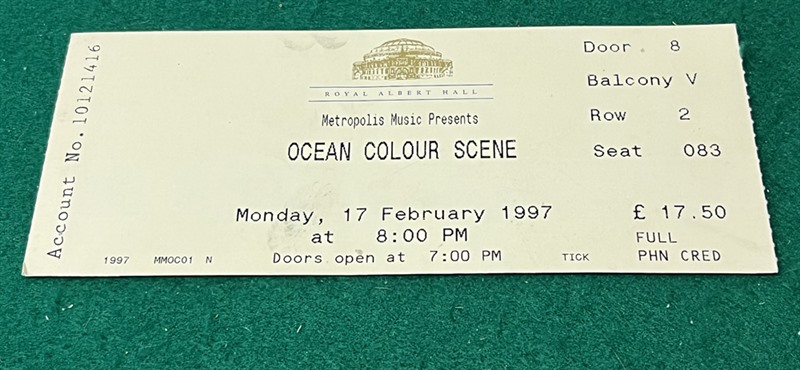 Account No. 10121416
ROYAL ALBERT HALL
Metropolis Music Presents
OCEAN COLOUR SCENE
Monday, 17 February 1997
at 8:00 PM
Doors open at 7:00 PM
1997 MMOC01 N
TICK
Door 8
Balcony V
Row 2
Seat 083
£ 17.50
FULL
PHN CRED